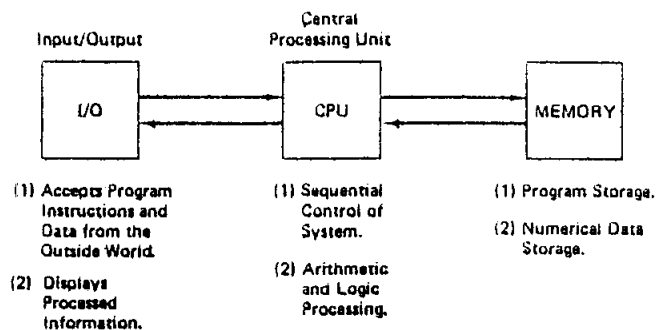 Input/Output
Central
Processing Unit
I/O
CPU
MEMORY
(1) Accepts Program
Instructions and
Data from the
Outside World.
(2) Displays
Processed
Information.
(1) Sequential
Control of
System.
(2) Arithmetic
and Logic
Processing.
(1) Program Storage.
(2) Numerical Data
Storage.